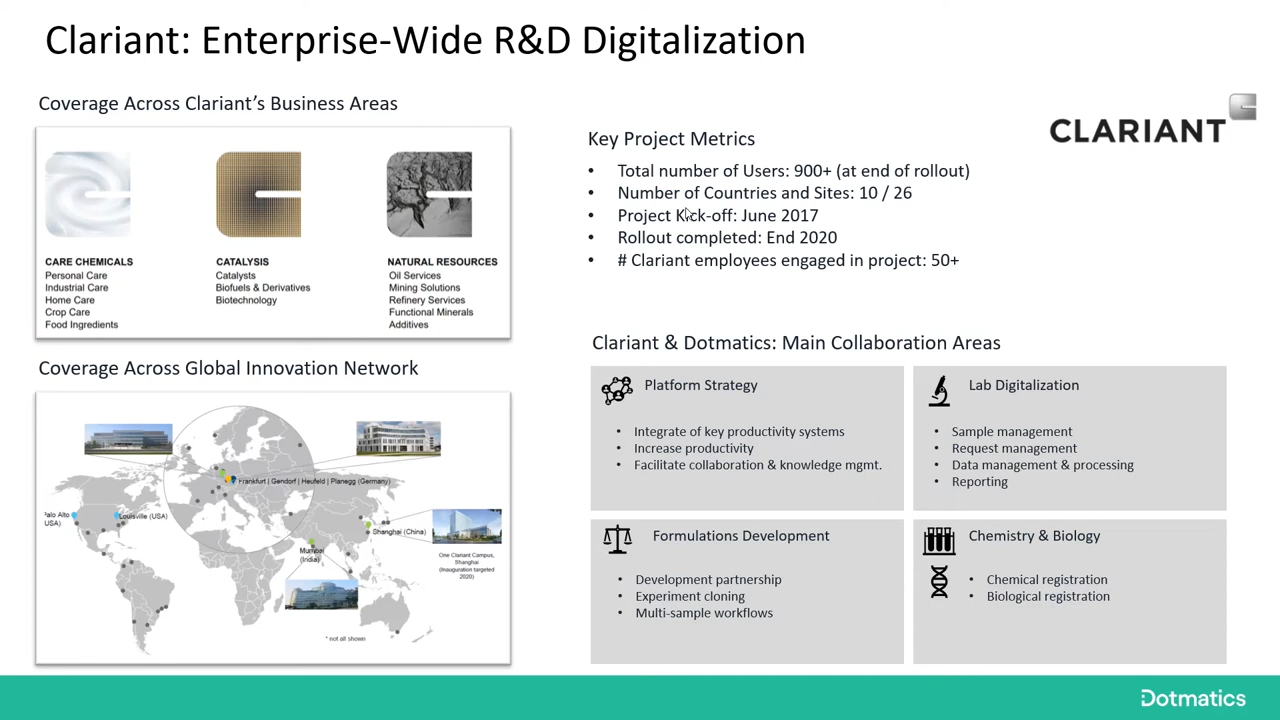 Clariant: Enterprise-Wide R&D Digitalization
Coverage Across Clariant's Business Areas
CARE CHEMICALS
Personal Care
Industrial Care
Home Care
Crop Care
Food Ingredients
CATALYSIS
Catalysts
Biofuels & Derivatives
Biotechnology
NATURAL RESOURCES
Oil Services
Mining Solutions
Refinery Services
Functional Minerals
Additives
Coverage Across Global Innovation Network
Frankfurt | Gendorf | Heufeld | Planegg (Germany)
Palo Alto
USA)
Louisville (USA)
Shanghai (China)
Mumbai
(India)
One Clariant Campus,
Shanghai
(Inauguration targeted
2020)
* not all shown
CLARIANT
Key Project Metrics
• Total number of Users: 900+ (at end of rollout)
• Number of Countries and Sites: 10 / 26
• Project Kick-off: June 2017
• Rollout completed: End 2020
• # Clariant employees engaged in project: 50+
Clariant & Dotmatics: Main Collaboration Areas
Platform Strategy
• Integrate of key productivity systems
• Increase productivity
• Facilitate collaboration & knowledge mgmt.
Lab Digitalization
• Sample management
• Request management
• Data management & processing
• Reporting
Formulations Development
• Development partnership
• Experiment cloning
• Multi-sample workflows
Chemistry & Biology
• Chemical registration
• Biological registration
Dotmatics